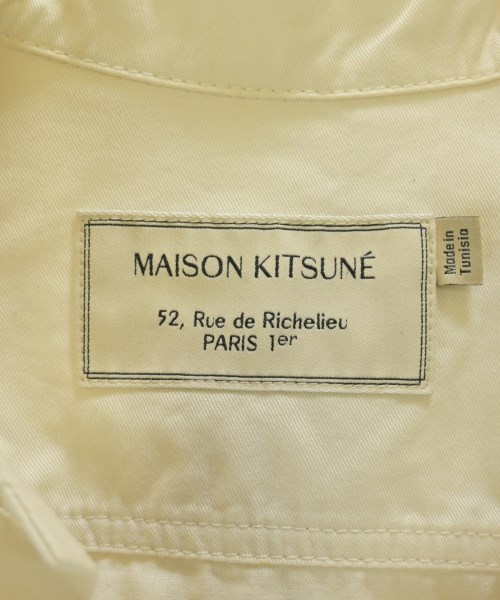 MAISON KITSUNÉ
52, Rue de Richelieu
PARIS 1er
Made in
Tunisia